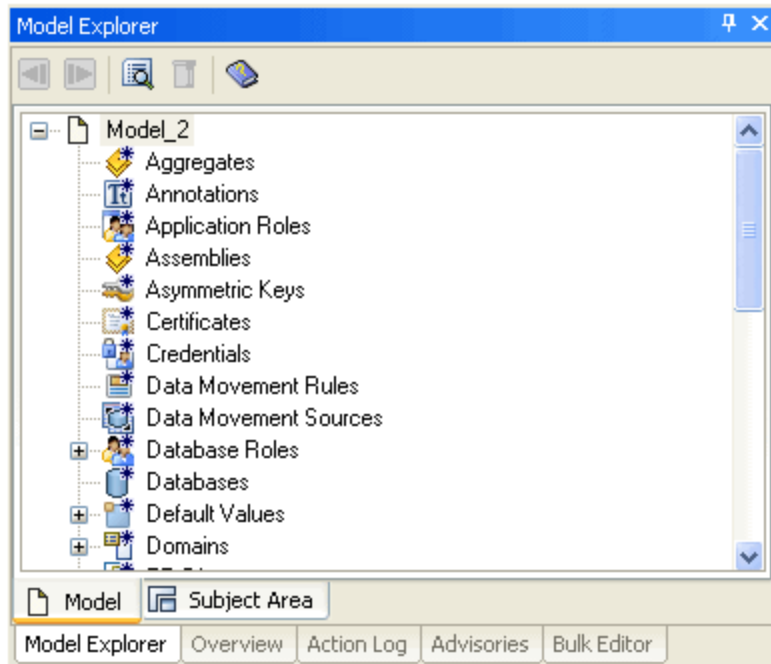 Model Explorer
Model_2
Aggregates
Annotations
Application Roles
Assemblies
Asymmetric Keys
Certificates
Credentials
Data Movement Rules
Data Movement Sources
Database Roles
Databases
Default Values
Domains
Model Subject Area
Model Explorer Overview Action Log Advisories Bulk Editor